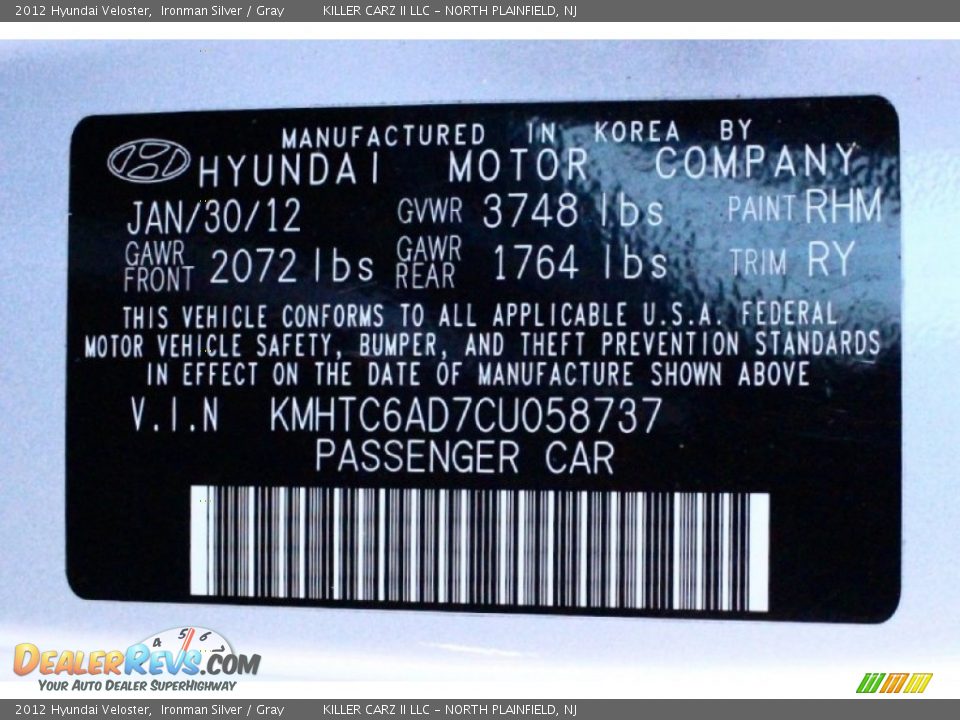 2012 Hyundai Veloster, Ironman Silver / Gray KILLER CARZ II LLC - NORTH PLAINFIELD, NJ
MANUFACTURED IN KOREA BY
HYUNDAI MOTOR COMPANY
JAN/30/12 GVWR 3748 lbs PAINT RHM
GAWR FRONT 2072 lbs GAWR REAR 1764 lbs TRIM RY
THIS VEHICLE CONFORMS TO ALL APPLICABLE U.S.A. FEDERAL
MOTOR VEHICLE SAFETY, BUMPER, AND THEFT PREVENTION STANDARDS
IN EFFECT ON THE DATE OF MANUFACTURE SHOWN ABOVE
V.I.N KMHTC6AD7CU058737
PASSENGER CAR
4 5 6 7
DEALERREVS.COM
YOUR AUTO DEALER SUPERHIGHWAY
2012 Hyundai Veloster, Ironman Silver / Gray KILLER CARZ II LLC - NORTH PLAINFIELD, NJ